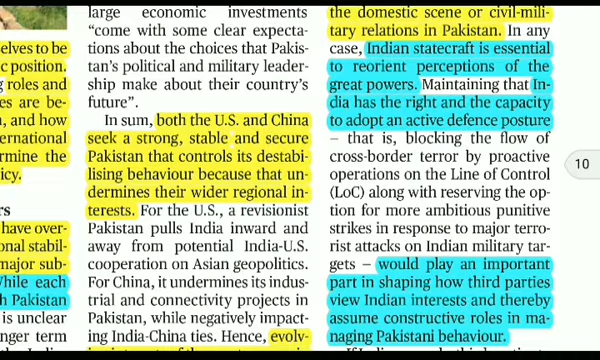 selves to be
ic position.
g roles and
es are be-
, and how
ernational
rmine the
icy.
rs
have over-
onal stabil-
major sub-
While each
h Pakistan
is unclear
nger term
large economic investments
“come with some clear expecta-
tions about the choices that Pakis-
tan’s political and military leader-
ship make about their country’s
future”.
In sum, both the U.S. and China
seek a strong, stable and secure
Pakistan that controls its destabi-
lising behaviour because that un-
dermines their wider regional in-
terests. For the U.S., a revisionist
Pakistan pulls India inward and
away from potential India-U.S.
cooperation on Asian geopolitics.
For China, it undermines its indus-
trial and connectivity projects in
Pakistan, while negatively impact-
ing India-China ties. Hence, evolv-
the domestic scene or civil-mili-
tary relations in Pakistan. In any
case, Indian statecraft is essential
to reorient perceptions of the
great powers. Maintaining that In-
dia has the right and the capacity
to adopt an active defence posture
– that is, blocking the flow of
cross-border terror by proactive
operations on the Line of Control
(LoC) along with reserving the op-
tion for more ambitious punitive
strikes in response to major terro-
rist attacks on Indian military tar-
gets – would play an important
part in shaping how third parties
view Indian interests and thereby
assume constructive roles in ma-
naging Pakistani behaviour.
10